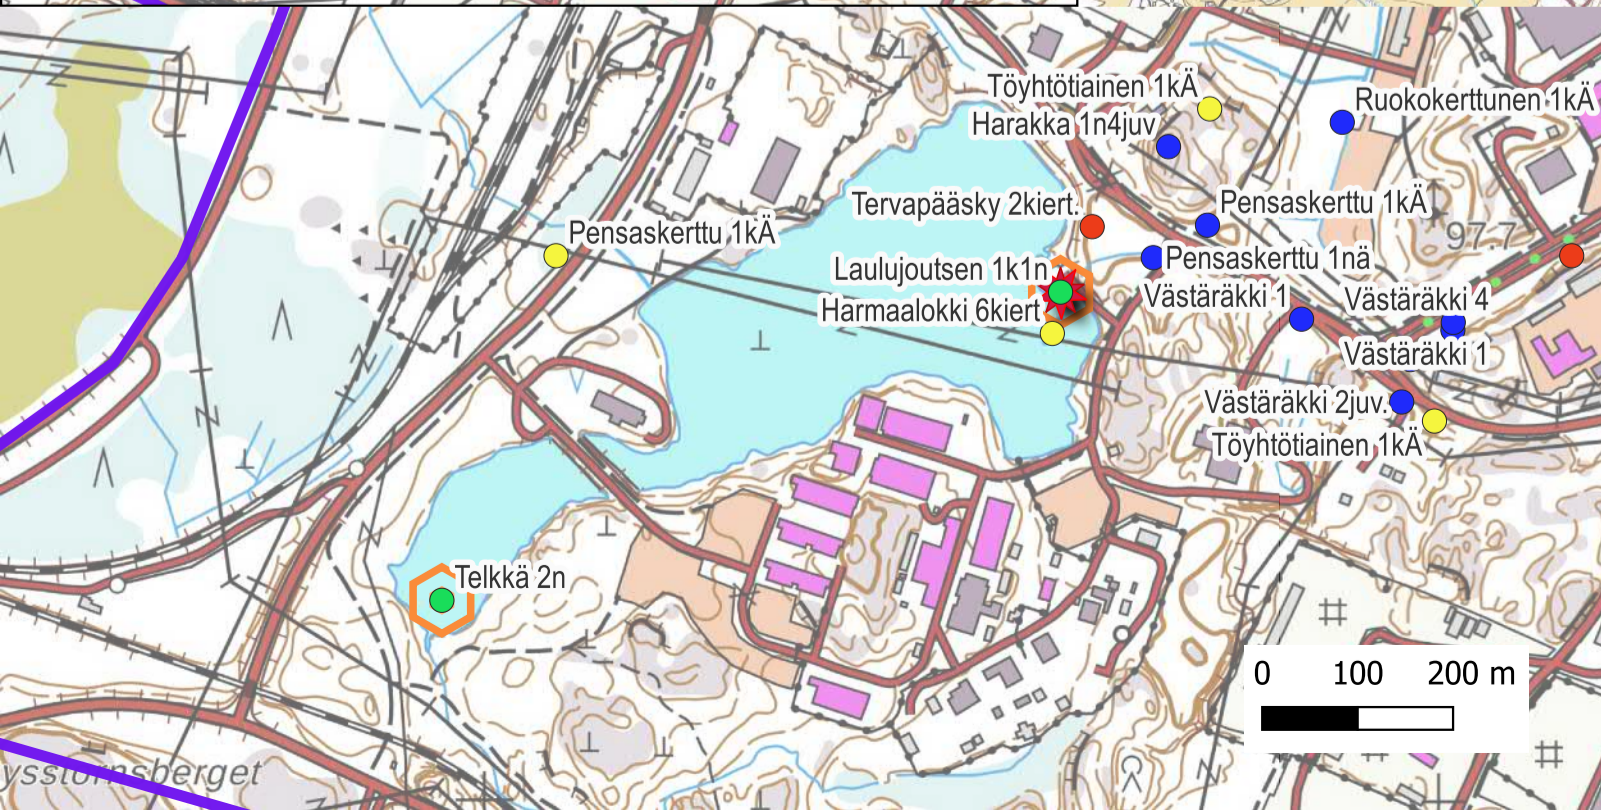 Töyhtötiainen 1kÄ
Ruokokerttunen 1kÄ
Harakka 1n4juv
Tervapääsky 2kiert.
Pensaskerttu 1kÄ
Pensaskerttu 1kÄ
97.7
Laulujoutsen 1k1n
Pensaskerttu 1nä
Harmaalokki 6kiert
Västäräkki 1
Västäräkki 4
Västäräkki 1
Västäräkki 2juv.
Töyhtötiainen 1kÄ
Telkkä 2n
0 100 200 m
ysstornsberget